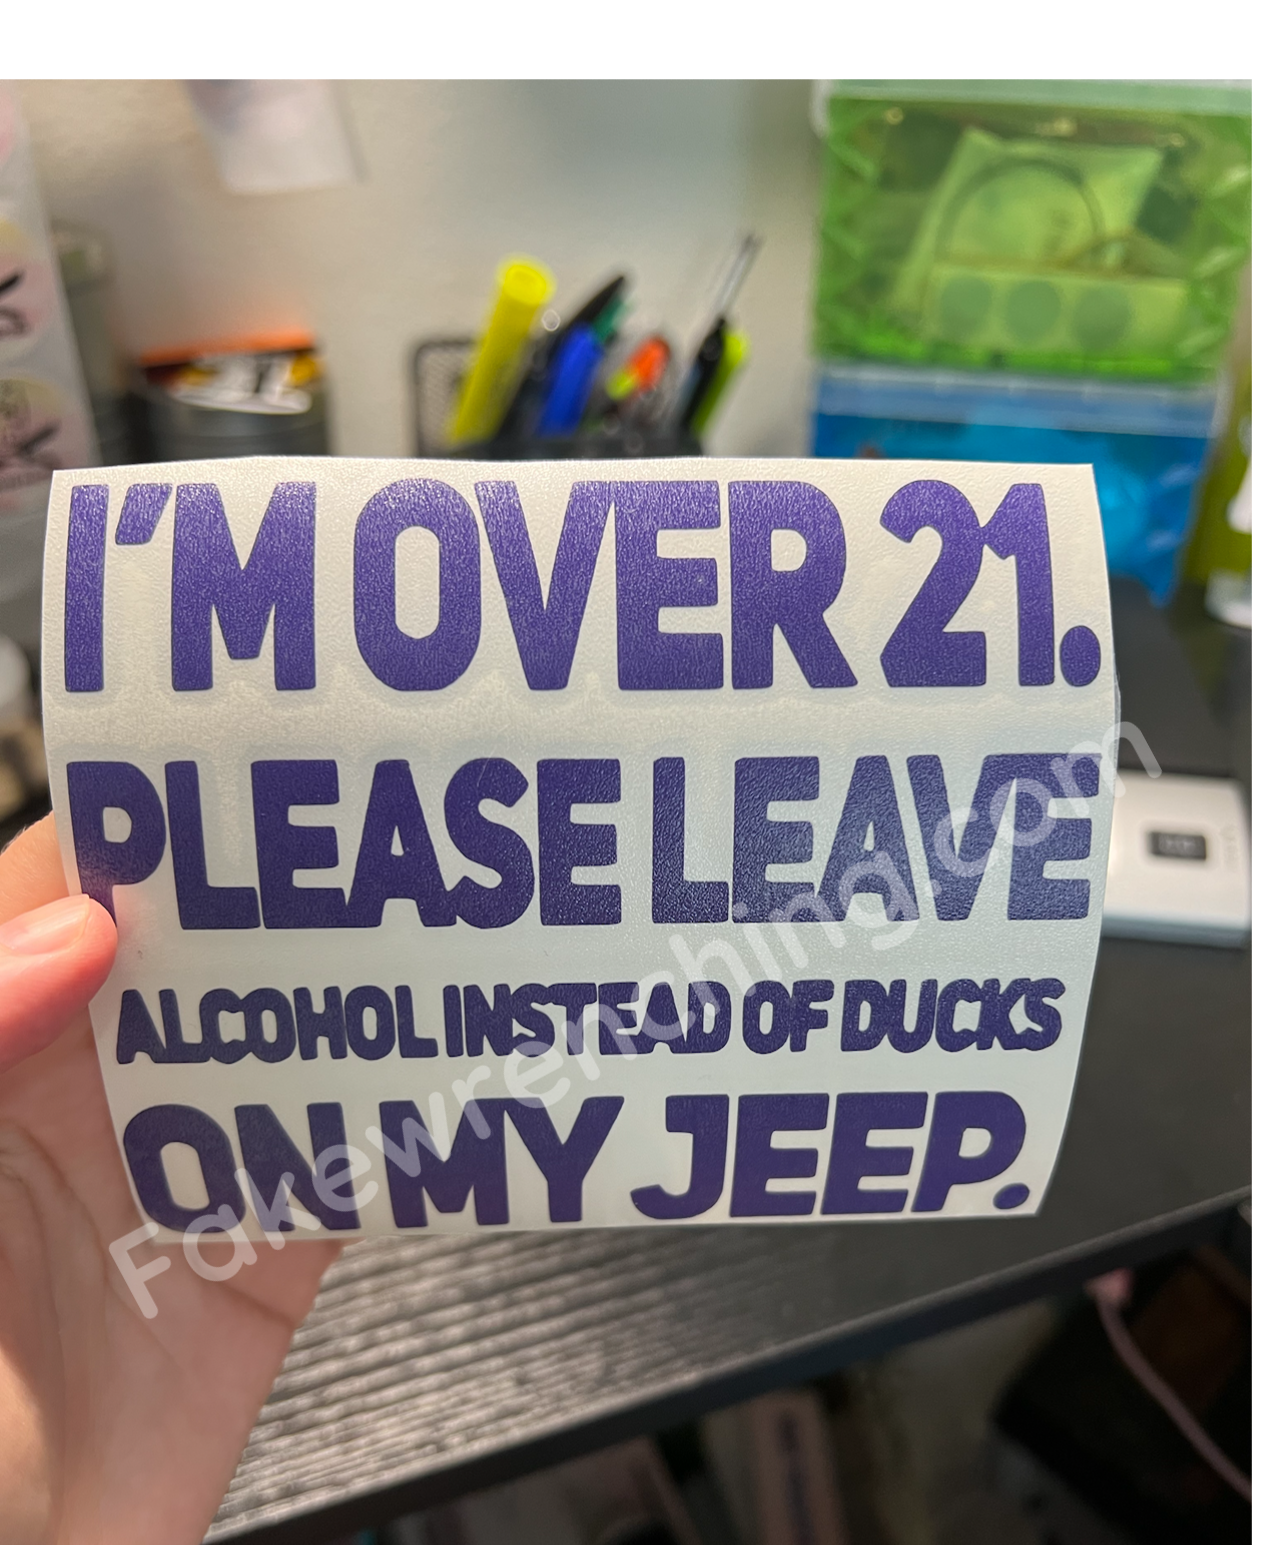 I'M OVER 21.
PLEASE LEAVE
ALCOHOL INSTEAD OF DUCKS
ON MY JEEP.
Fakewrenching.com